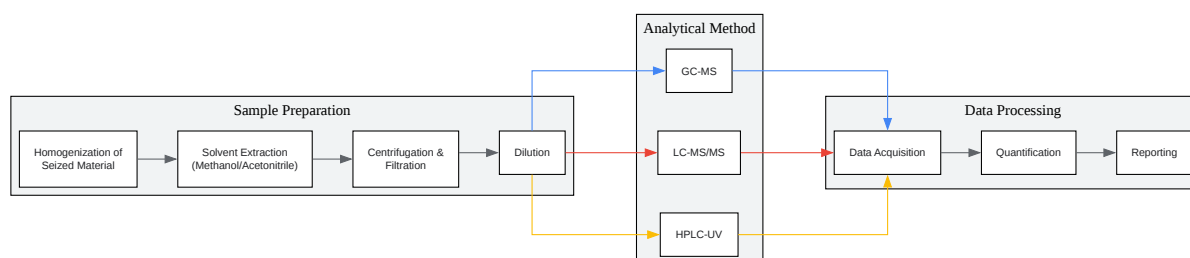 Analytical Method
GC-MS
Sample Preparation
Data Processing
Homogenization of
Seized Material
Solvent Extraction
(Methanol/Acetonitrile)
Centrifugation &
Filtration
Dilution
LC-MS/MS
Data Acquisition
Quantification
Reporting
HPLC-UV